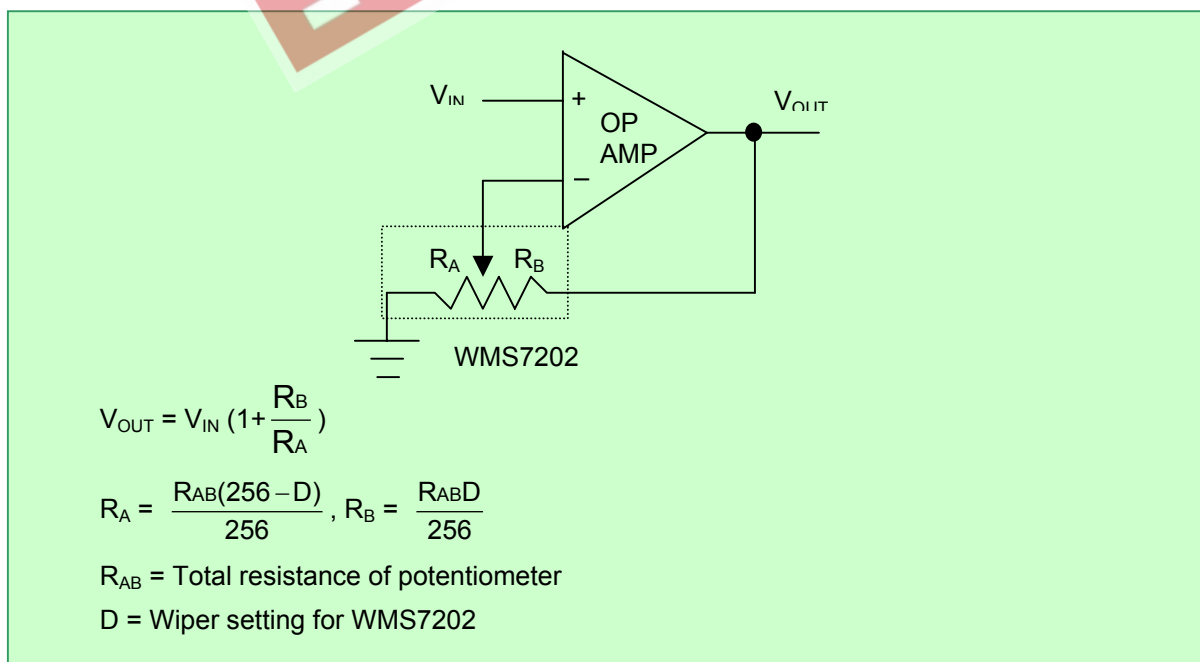 V_IN
+
V_OUT
OP
AMP
−
R_A
R_B
WMS7202
V_OUT = V_IN (1+ R_B / R_A )
R_A = R_AB(256 − D) / 256 , R_B = R_ABD / 256
R_AB = Total resistance of potentiometer
D = Wiper setting for WMS7202